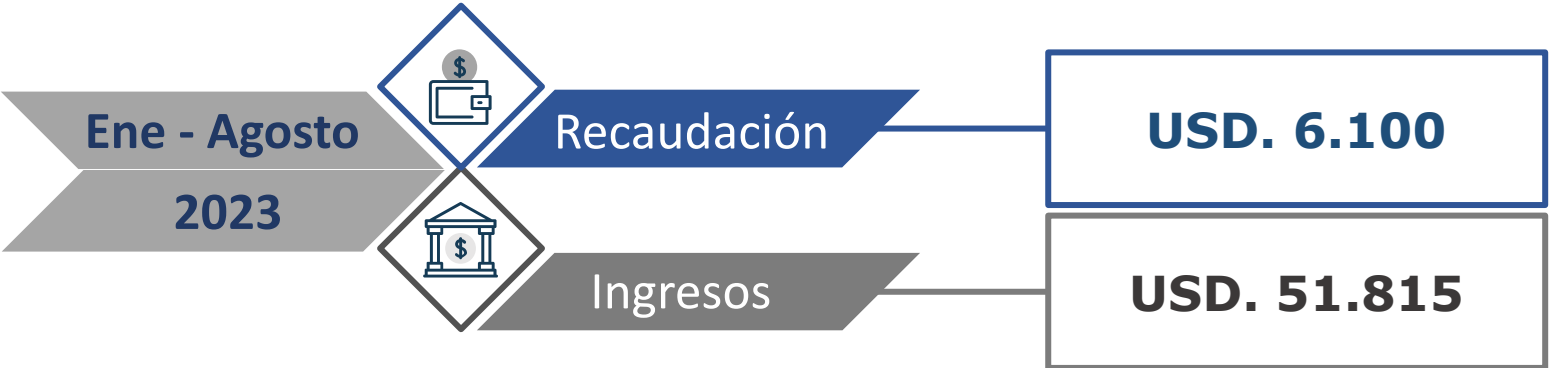 Ene - Agosto
2023
$
Recaudación
USD. 6.100
$
Ingresos
USD. 51.815